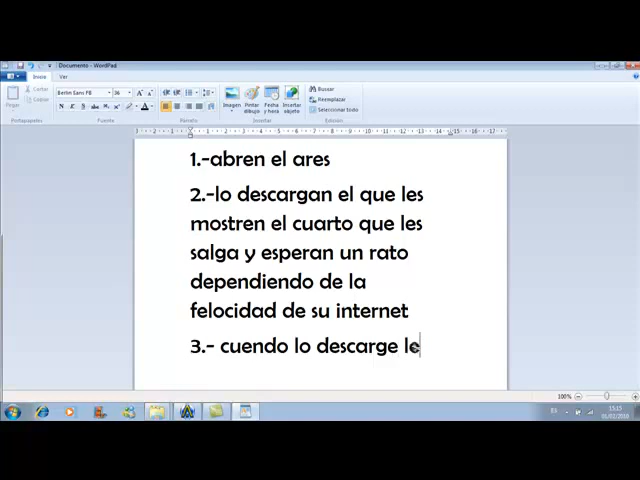 Documento - WordPad
Inicio Ver
Pegar
Cortar
Copiar
Berlin Sans FB 36
Imagen Pintar dibujo Fecha y hora Insertar objeto
Buscar
Reemplazar
Seleccionar todo
Portapapeles Fuente Párrafo Insertar Edición
1.-abren el ares
2.-lo descargan el que les
mostren el cuarto que les
salga y esperan un rato
dependiendo de la
felocidad de su internet
3.- cuendo lo descarge le
100%
15:15